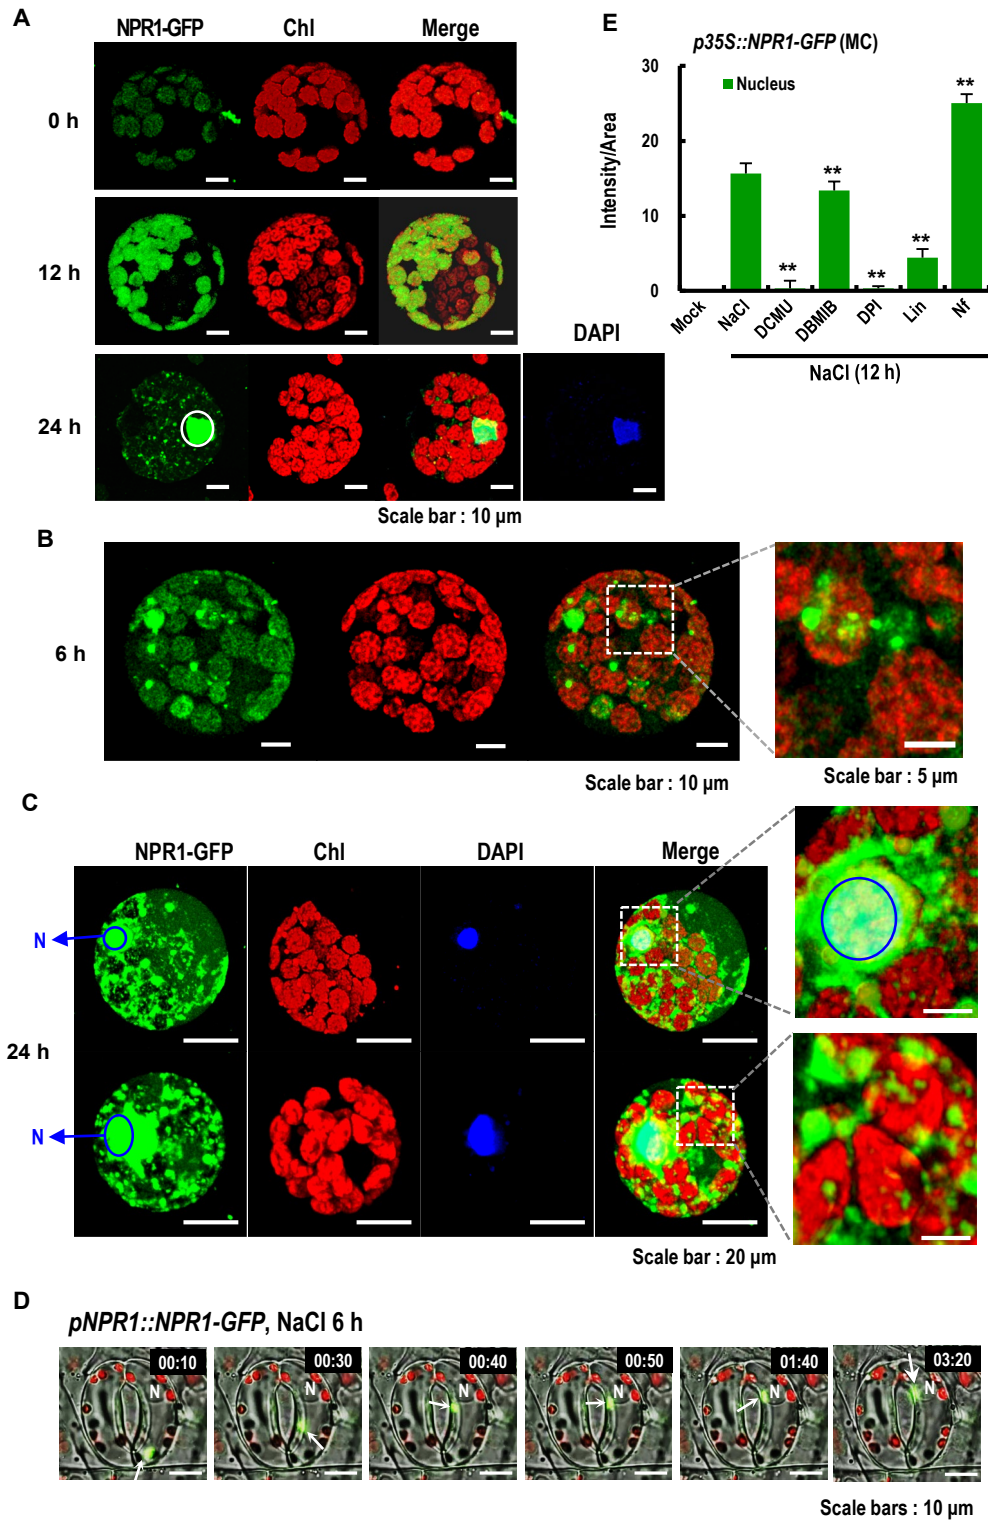 A
NPR1-GFP Chl Merge
0 h
12 h
DAPI
24 h
Scale bar : 10 µm
E
p35S::NPR1-GFP (MC)
Nucleus
Intensity/Area
30
20
10
0
** ** ** ** **
Mock NaCl DCMU DBMIB DPI Lin Nf
NaCl (12 h)
B
6 h
Scale bar : 10 µm
Scale bar : 5 µm
C
NPR1-GFP Chl DAPI Merge
N
24 h
N
Scale bar : 20 µm
D
pNPR1::NPR1-GFP, NaCl 6 h
00:10 00:30 00:40 00:50 01:40 03:20
N N N N N N
Scale bars : 10 µm